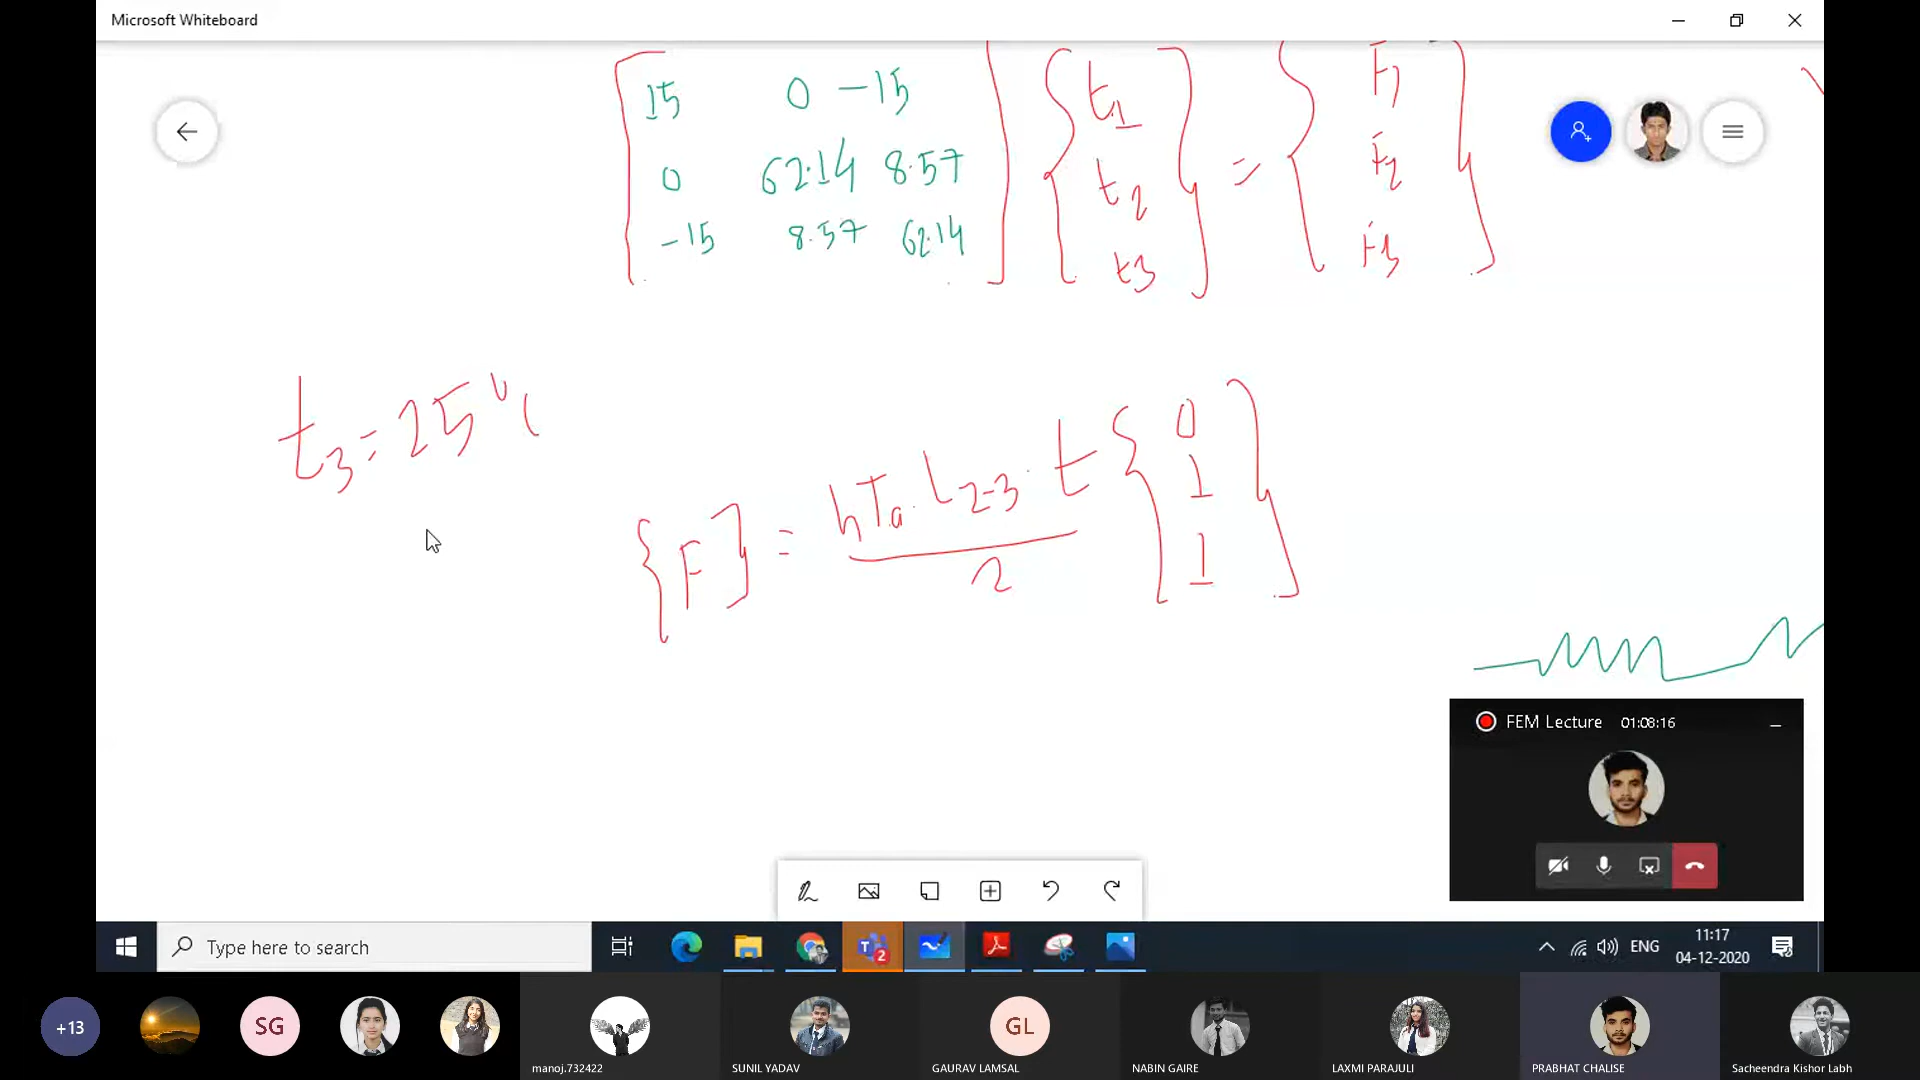 Microsoft Whiteboard
15 0 -15
0 62.14 8.57
-15 8.57 62.14
t1
t2
t3
=
F1
F2
F3
t3 = 25°C
{F} = hTa. l2-3. t / 2
0
1
1
FEM Lecture 01:08:16
Type here to search
T 2
ENG
11:17
04-12-2020
+13
SG
GL
manoj.732422
SUNIL YADAV
GAURAV LAMSAL
NABIN GAIRE
LAXMI PARAJULI
PRABHAT CHALISE
Sacheendra Kishor Labh